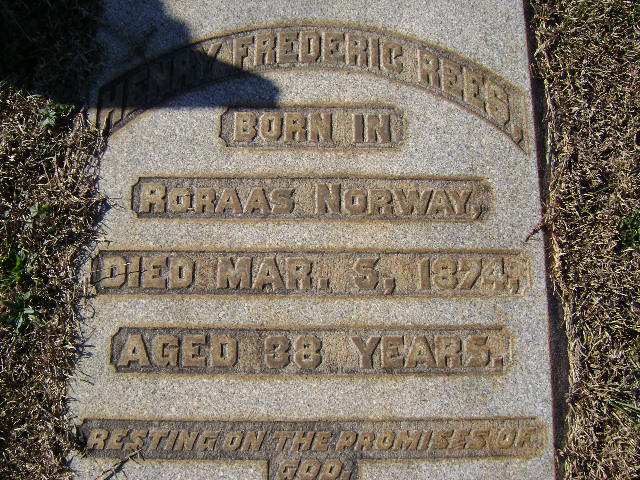 HENRY FREDERIC REES,
BORN IN
RORAAS NORWAY,
DIED MAR. 5, 1874,
AGED 38 YEARS.
RESTING ON THE PROMISES OF
GOD.